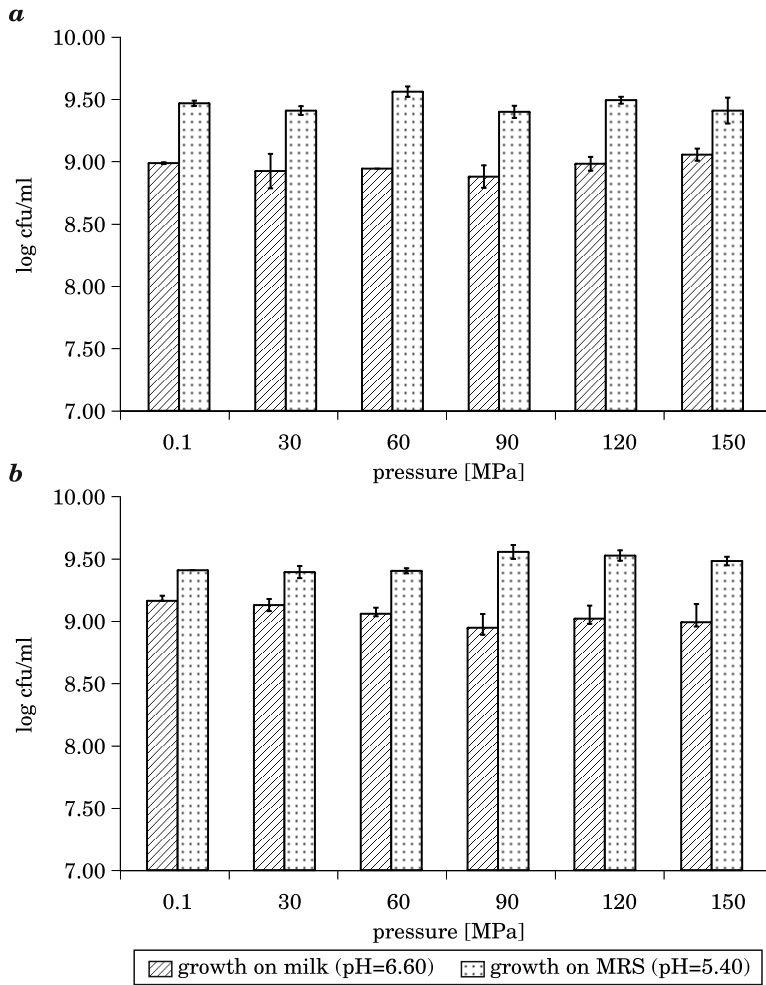 a
10.00
9.50
9.00
8.50
8.00
7.50
7.00
log cfu/ml
0.1 30 60 90 120 150
pressure [MPa]
b
10.00
9.50
9.00
8.50
8.00
7.50
7.00
log cfu/ml
0.1 30 60 90 120 150
pressure [MPa]
growth on milk (pH=6.60) growth on MRS (pH=5.40)